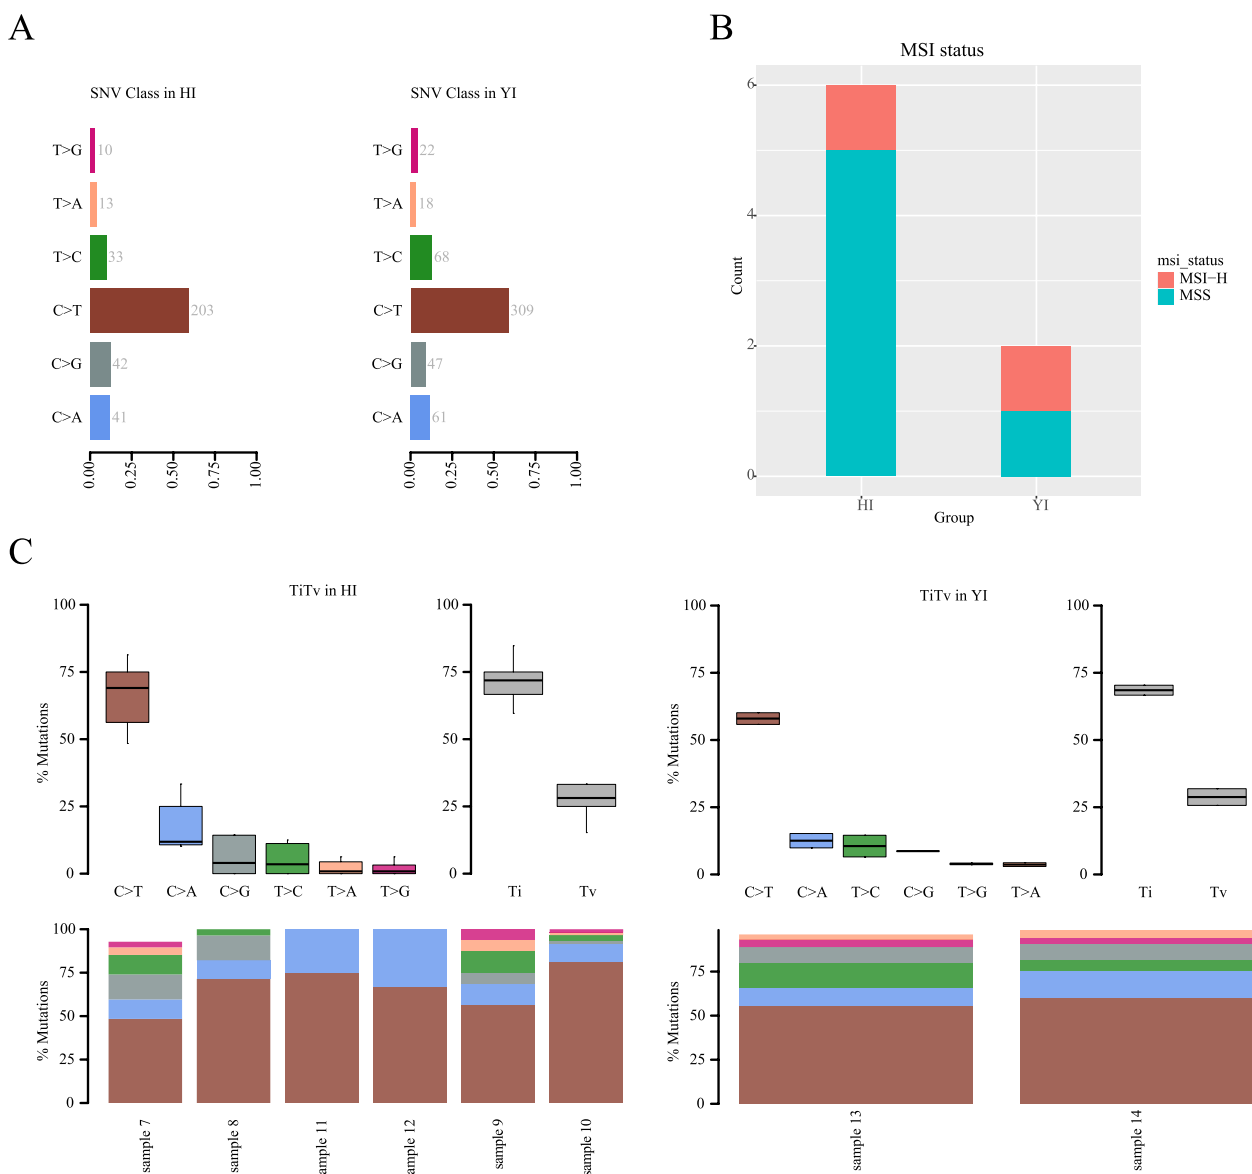 A
SNV Class in HI
T>G 10
T>A 13
T>C 33
C>T 203
C>G 42
C>A 41
0.00 0.25 0.50 0.75 1.00
SNV Class in YI
T>G 22
T>A 18
T>C 68
C>T 309
C>G 47
C>A 61
0.00 0.25 0.50 0.75 1.00
B
MSI status
6
4
2
0
Count
HI YI
Group
msi_status
MSI-H
MSS
C
TiTv in HI
100
75
50
25
0
% Mutations
C>T C>A C>G T>C T>A T>G
100
75
50
25
0
Ti Tv
100
75
50
25
0
% Mutations
sample 7 sample 8 ample 11 ample 12 sample 9 sample 10
TiTv in YI
100
75
50
25
0
% Mutations
C>T C>A T>C C>G T>G T>A
100
75
50
25
0
Ti Tv
100
75
50
25
0
% Mutations
sample 13 sample 14